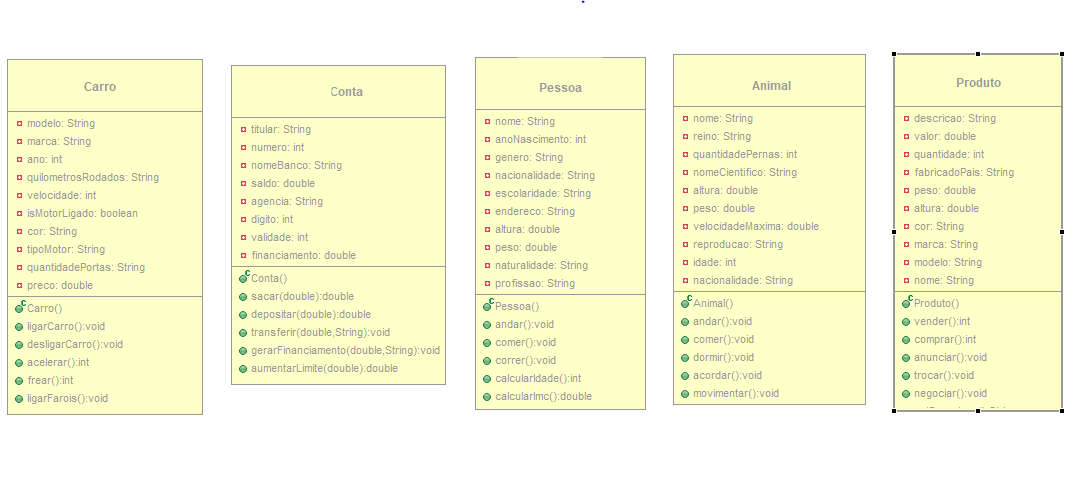 Carro
modelo: String
marca: String
ano: int
quilometrosRodados: String
velocidade: int
isMotorLigado: boolean
cor: String
tipoMotor: String
quantidadePortas: String
preco: double
Carro()
ligarCarro():void
desligarCarro():void
acelerar():int
frear():int
ligarFarois():void
Conta
titular: String
numero: int
nomeBanco: String
saldo: double
agencia: String
digito: int
validade: int
financiamento: double
Conta()
sacar(double):double
depositar(double):double
transferir(double,String):void
gerarFinanciamento(double,String):void
aumentarLimite(double):double
Pessoa
nome: String
anoNascimento: int
genero: String
nacionalidade: String
escolaridade: String
endereco: String
altura: double
peso: double
naturalidade: String
profissao: String
Pessoa()
andar():void
comer():void
correr():void
calcularIdade():int
calcularImc():double
Animal
nome: String
reino: String
quantidadePernas: int
nomeCientifico: String
altura: double
peso: double
velocidadeMaxima: double
reproducao: String
idade: int
nacionalidade: String
Animal()
andar():void
comer():void
dormir():void
acordar():void
movimentar():void
Produto
descricao: String
valor: double
quantidade: int
fabricadoPais: String
peso: double
altura: double
cor: String
marca: String
modelo: String
nome: String
Produto()
vender():int
comprar():int
anunciar():void
trocar():void
negociar():void